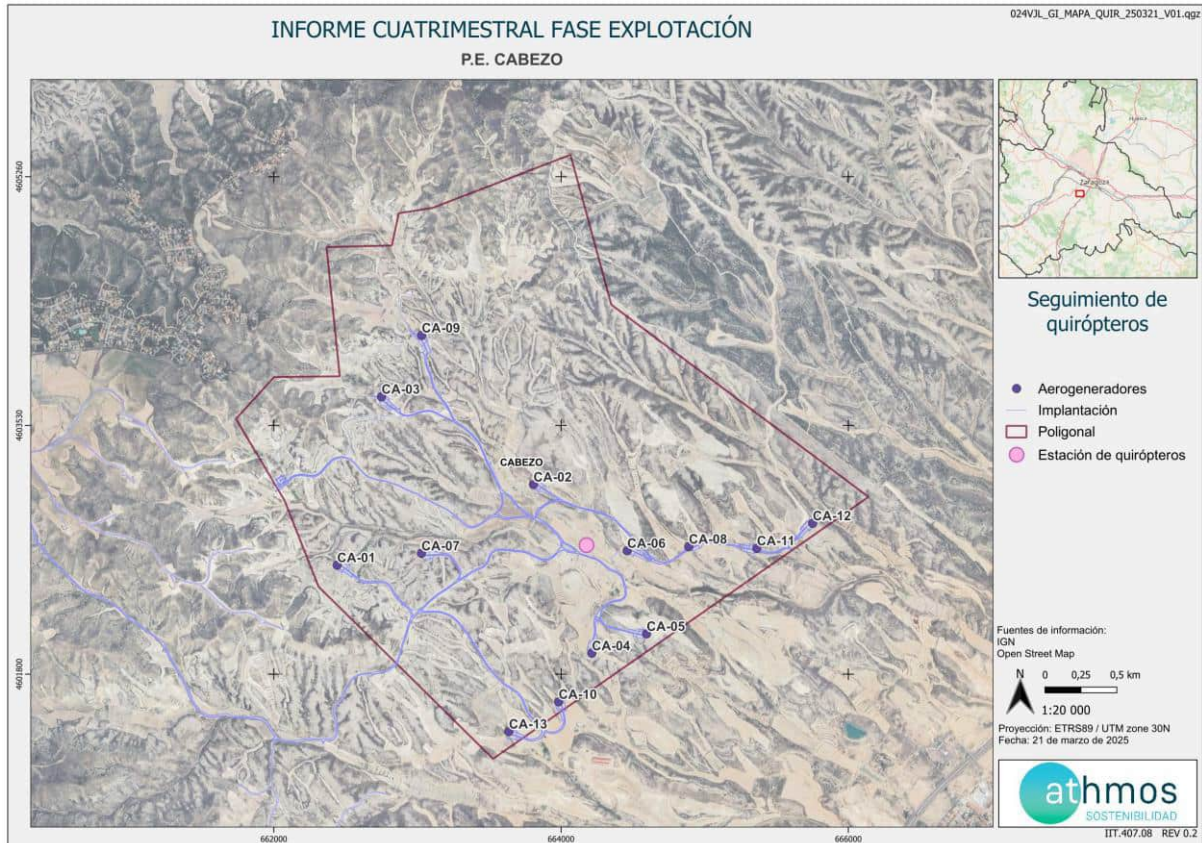 024VJL_GI_MAPA_QUIR_250321_V01.qgz
INFORME CUATRIMESTRAL FASE EXPLOTACIÓN
P.E. CABEZO
4605260
4603530
4601800
662000
664000
666000
CA-09
CA-03
CABEZO
CA-02
CA-12
CA-08
CA-11
CA-06
CA-07
CA-01
CA-05
CA-04
CA-10
CA-13
Huesca
Zaragoza
Seguimiento de
quirópteros
Aerogeneradores
Implantación
Poligonal
Estación de quirópteros
Fuentes de información:
IGN
Open Street Map
N
0 0,25 0,5 km
1:20 000
Proyección: ETRS89 / UTM zone 30N
Fecha: 21 de marzo de 2025
athmos
SOSTENIBILIDAD
IIT.407.08 REV 0.2